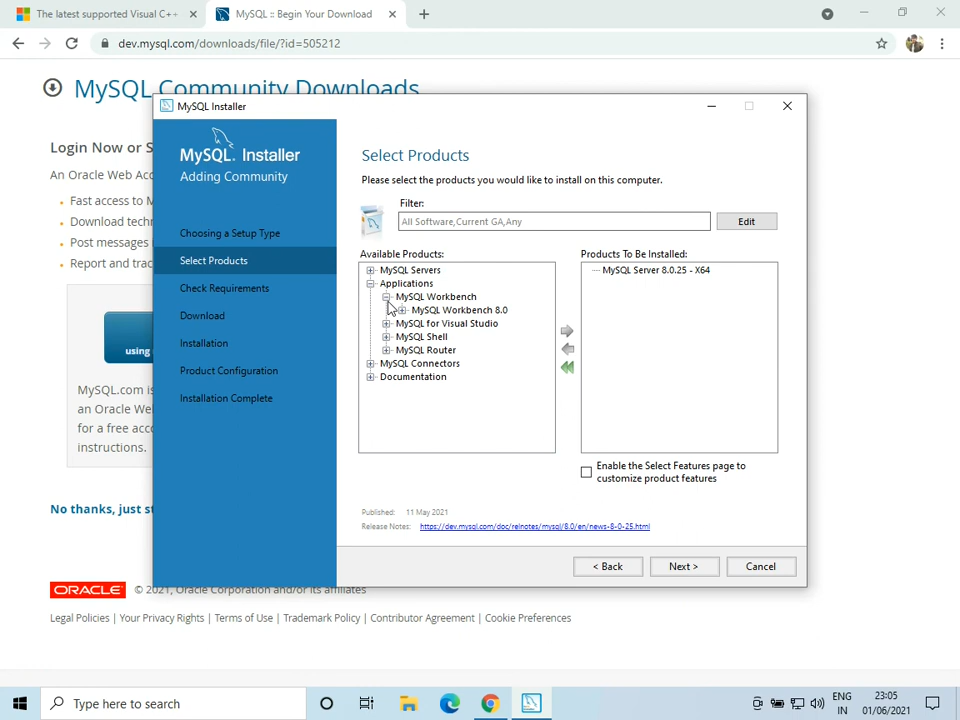 The latest supported Visual C++
MySQL :: Begin Your Download
dev.mysql.com/downloads/file/?id=505212
MySQL Community Downloads
Login Now or S
An Oracle Web Acc
Fast access to M
Download techn
Post messages
Report and trac
using
MySQL.com is
an Oracle We
for a free acco
instructions.
No thanks, just st
ORACLE
© 2021, Oracle Corporation and/or its affiliates
Legal Policies | Your Privacy Rights | Terms of Use | Trademark Policy | Contributor Agreement | Cookie Preferences
MySQL Installer
MySQL. Installer
Adding Community
Choosing a Setup Type
Select Products
Check Requirements
Download
Installation
Product Configuration
Installation Complete
Select Products
Please select the products you would like to install on this computer.
Filter:
All Software,Current GA,Any
Edit
Available Products:
MySQL Servers
Applications
MySQL Workbench
MySQL Workbench 8.0
MySQL for Visual Studio
MySQL Shell
MySQL Router
MySQL Connectors
Documentation
Products To Be Installed:
MySQL Server 8.0.25 - X64
Enable the Select Features page to
customize product features
Published: 11 May 2021
Release Notes: https://dev.mysql.com/doc/relnotes/mysql/8.0/en/news-8-0-25.html
< Back
Next >
Cancel
Type here to search
ENG
IN
23:05
01/06/2021